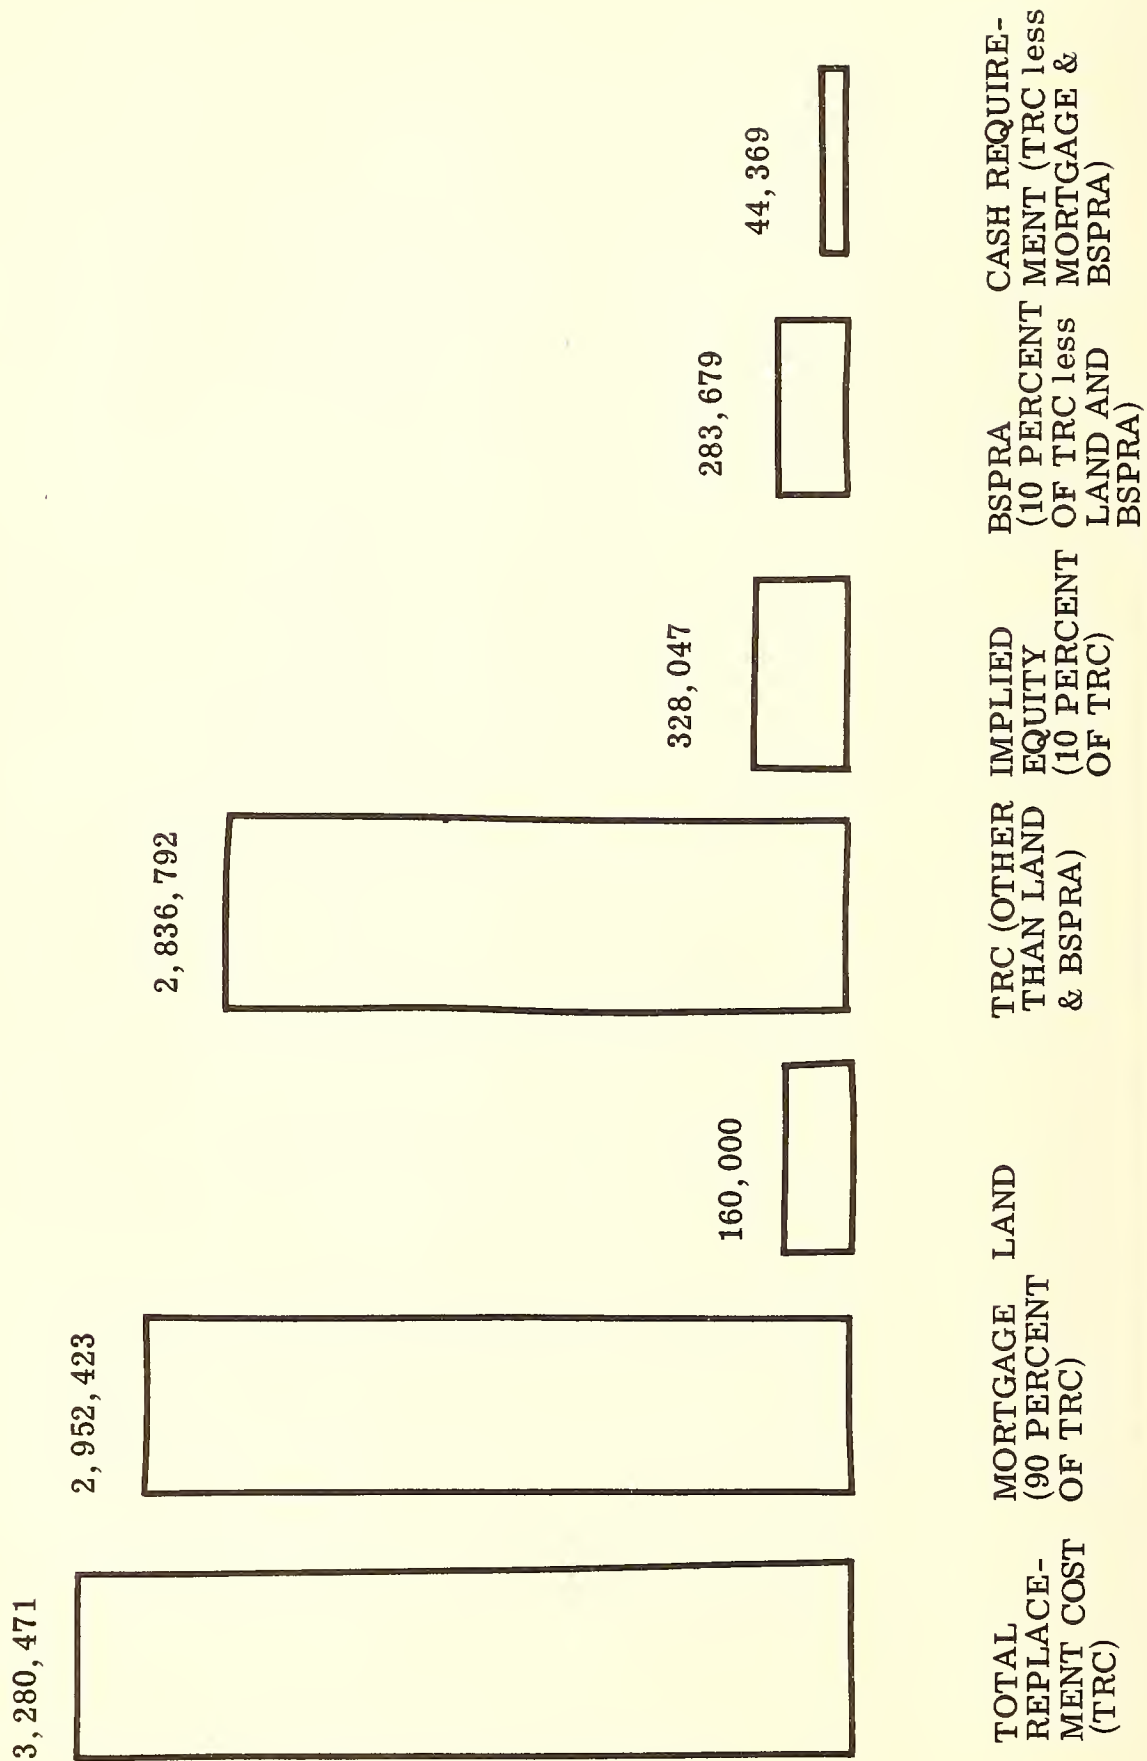 3,280,471
2,952,423
160,000
2,836,792
328,047
283,679
44,369
TOTAL
REPLACE-
MENT COST
(TRC)
MORTGAGE
(90 PERCENT
OF TRC)
LAND
TRC (OTHER
THAN LAND
& BSPRA)
IMPLIED
EQUITY
(10 PERCENT
OF TRC)
BSPRA
(10 PERCENT
OF TRC less
LAND AND
BSPRA)
CASH REQUIRE-
MENT (TRC less
MORTGAGE &
BSPRA)